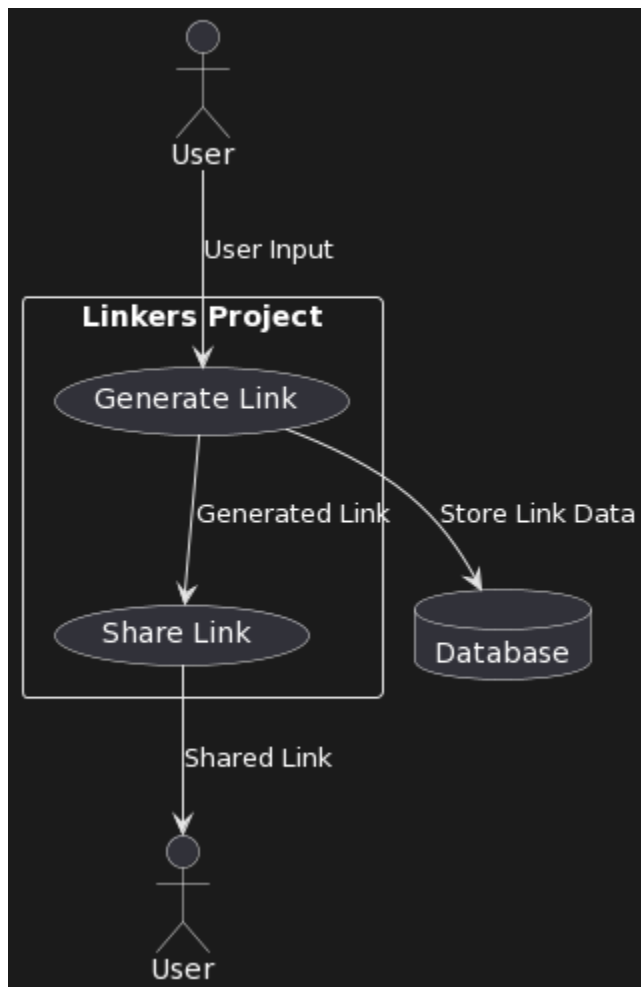 User
User Input
Linkers Project
Generate Link
Generated Link
Store Link Data
Share Link
Database
Shared Link
User